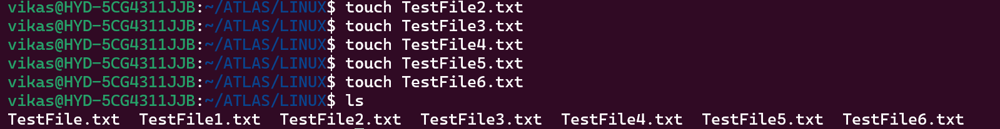 vikas@HYD-5CG4311JJB:~/ATLAS/LINUX$ touch TestFile2.txt
vikas@HYD-5CG4311JJB:~/ATLAS/LINUX$ touch TestFile3.txt
vikas@HYD-5CG4311JJB:~/ATLAS/LINUX$ touch TestFile4.txt
vikas@HYD-5CG4311JJB:~/ATLAS/LINUX$ touch TestFile5.txt
vikas@HYD-5CG4311JJB:~/ATLAS/LINUX$ touch TestFile6.txt
vikas@HYD-5CG4311JJB:~/ATLAS/LINUX$ ls
TestFile.txt  TestFile1.txt  TestFile2.txt  TestFile3.txt  TestFile4.txt  TestFile5.txt  TestFile6.txt